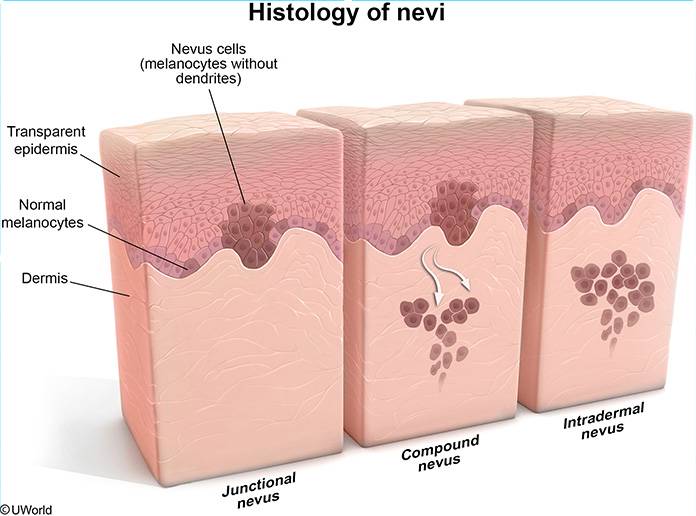 Histology of nevi
Nevus cells
(melanocytes without
dendrites)
Transparent
epidermis
Normal
melanocytes
Dermis
Junctional
nevus
Compound
nevus
Intradermal
nevus
©UWorld